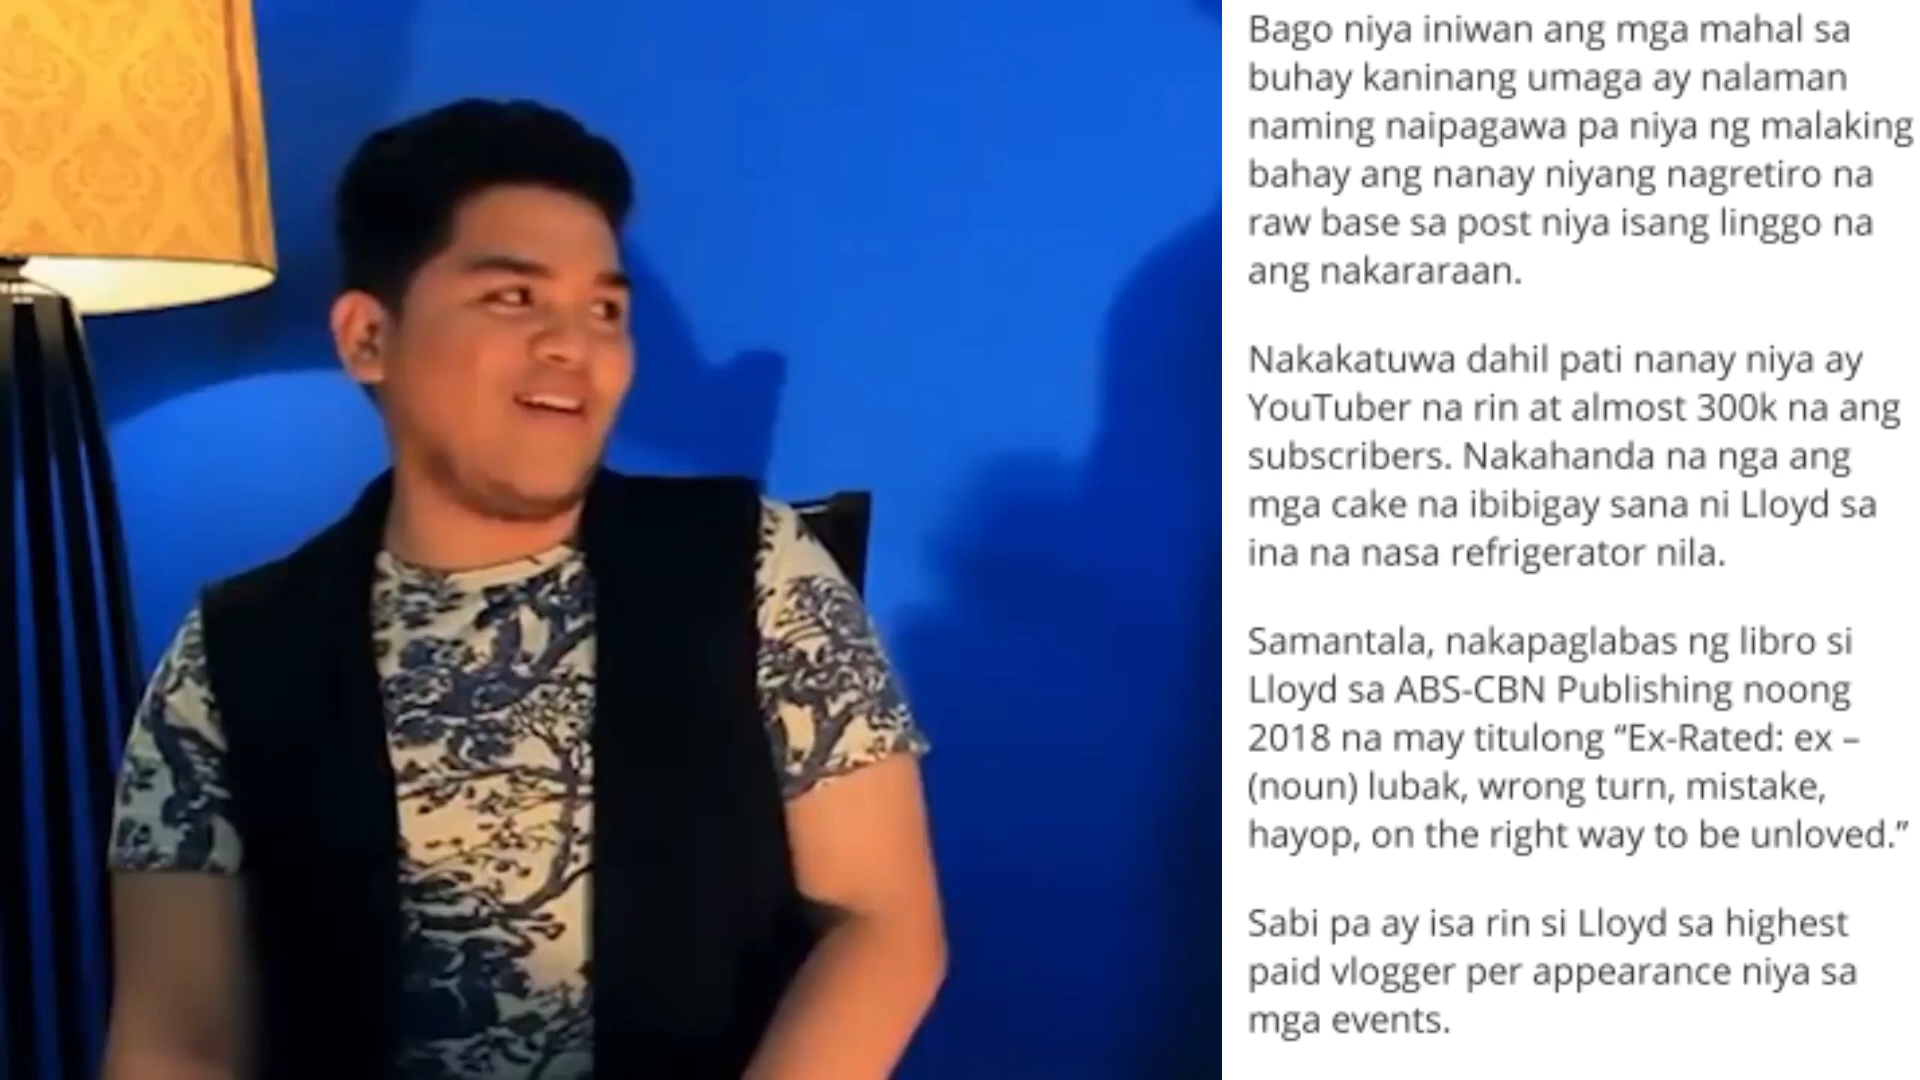 Bago niya iniwan ang mga mahal sa
buhay kaninang umaga ay nalaman
naming naipagawa pa niya ng malaking
bahay ang nanay niyang nagretiro na
raw base sa post niya isang linggo na
ang nakararaan.
Nakakatuwa dahil pati nanay niya ay
YouTuber na rin at almost 300k na ang
subscribers. Nakahanda na nga ang
mga cake na ibibigay sana ni Lloyd sa
ina na nasa refrigerator nila.
Samantala, nakapaglabas ng libro si
Lloyd sa ABS-CBN Publishing noong
2018 na may titulong “Ex-Rated: ex –
(noun) lubak, wrong turn, mistake,
hayop, on the right way to be unloved.”
Sabi pa ay isa rin si Lloyd sa highest
paid vlogger per appearance niya sa
mga events.